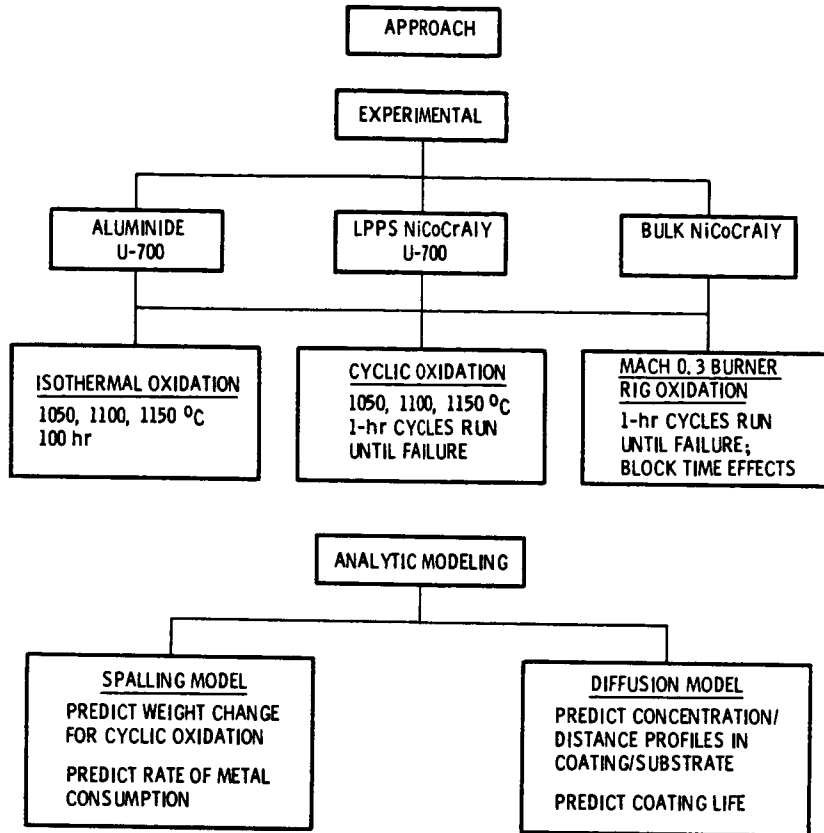 APPROACH
EXPERIMENTAL
ALUMINIDE
U-700
LPPS NiCoCrAlY
U-700
BULK NiCoCrAlY
ISOTHERMAL OXIDATION
1050, 1100, 1150 ⁰C
100 hr
CYCLIC OXIDATION
1050, 1100, 1150 ⁰C
1-hr CYCLES RUN
UNTIL FAILURE
MACH 0.3 BURNER
RIG OXIDATION
1-hr CYCLES RUN
UNTIL FAILURE;
BLOCK TIME EFFECTS
ANALYTIC MODELING
SPALLING MODEL
PREDICT WEIGHT CHANGE
FOR CYCLIC OXIDATION
PREDICT RATE OF METAL
CONSUMPTION
DIFFUSION MODEL
PREDICT CONCENTRATION/
DISTANCE PROFILES IN
COATING/SUBSTRATE
PREDICT COATING LIFE